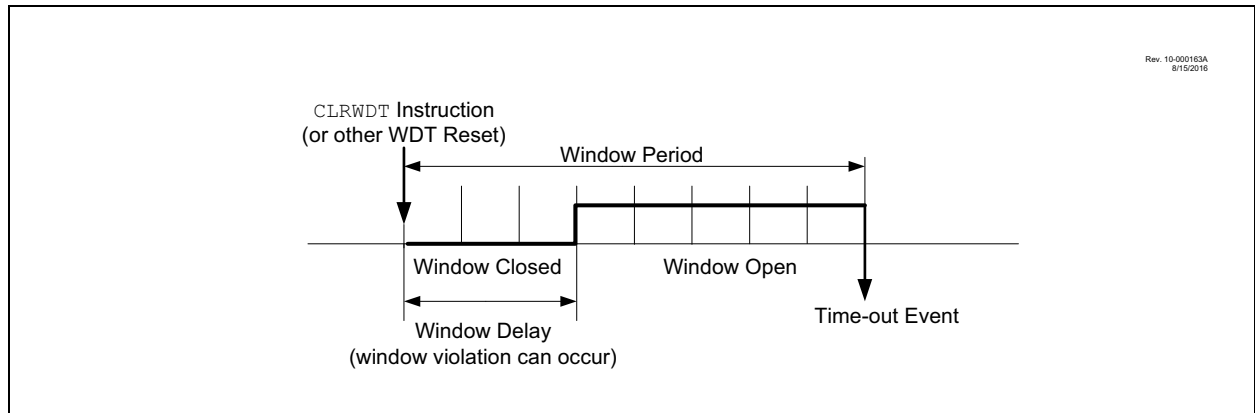 Rev. 10-000163A
8/15/2016
CLRWDT Instruction
(or other WDT Reset)
Window Period
Window Closed
Window Open
Window Delay
(window violation can occur)
Time-out Event